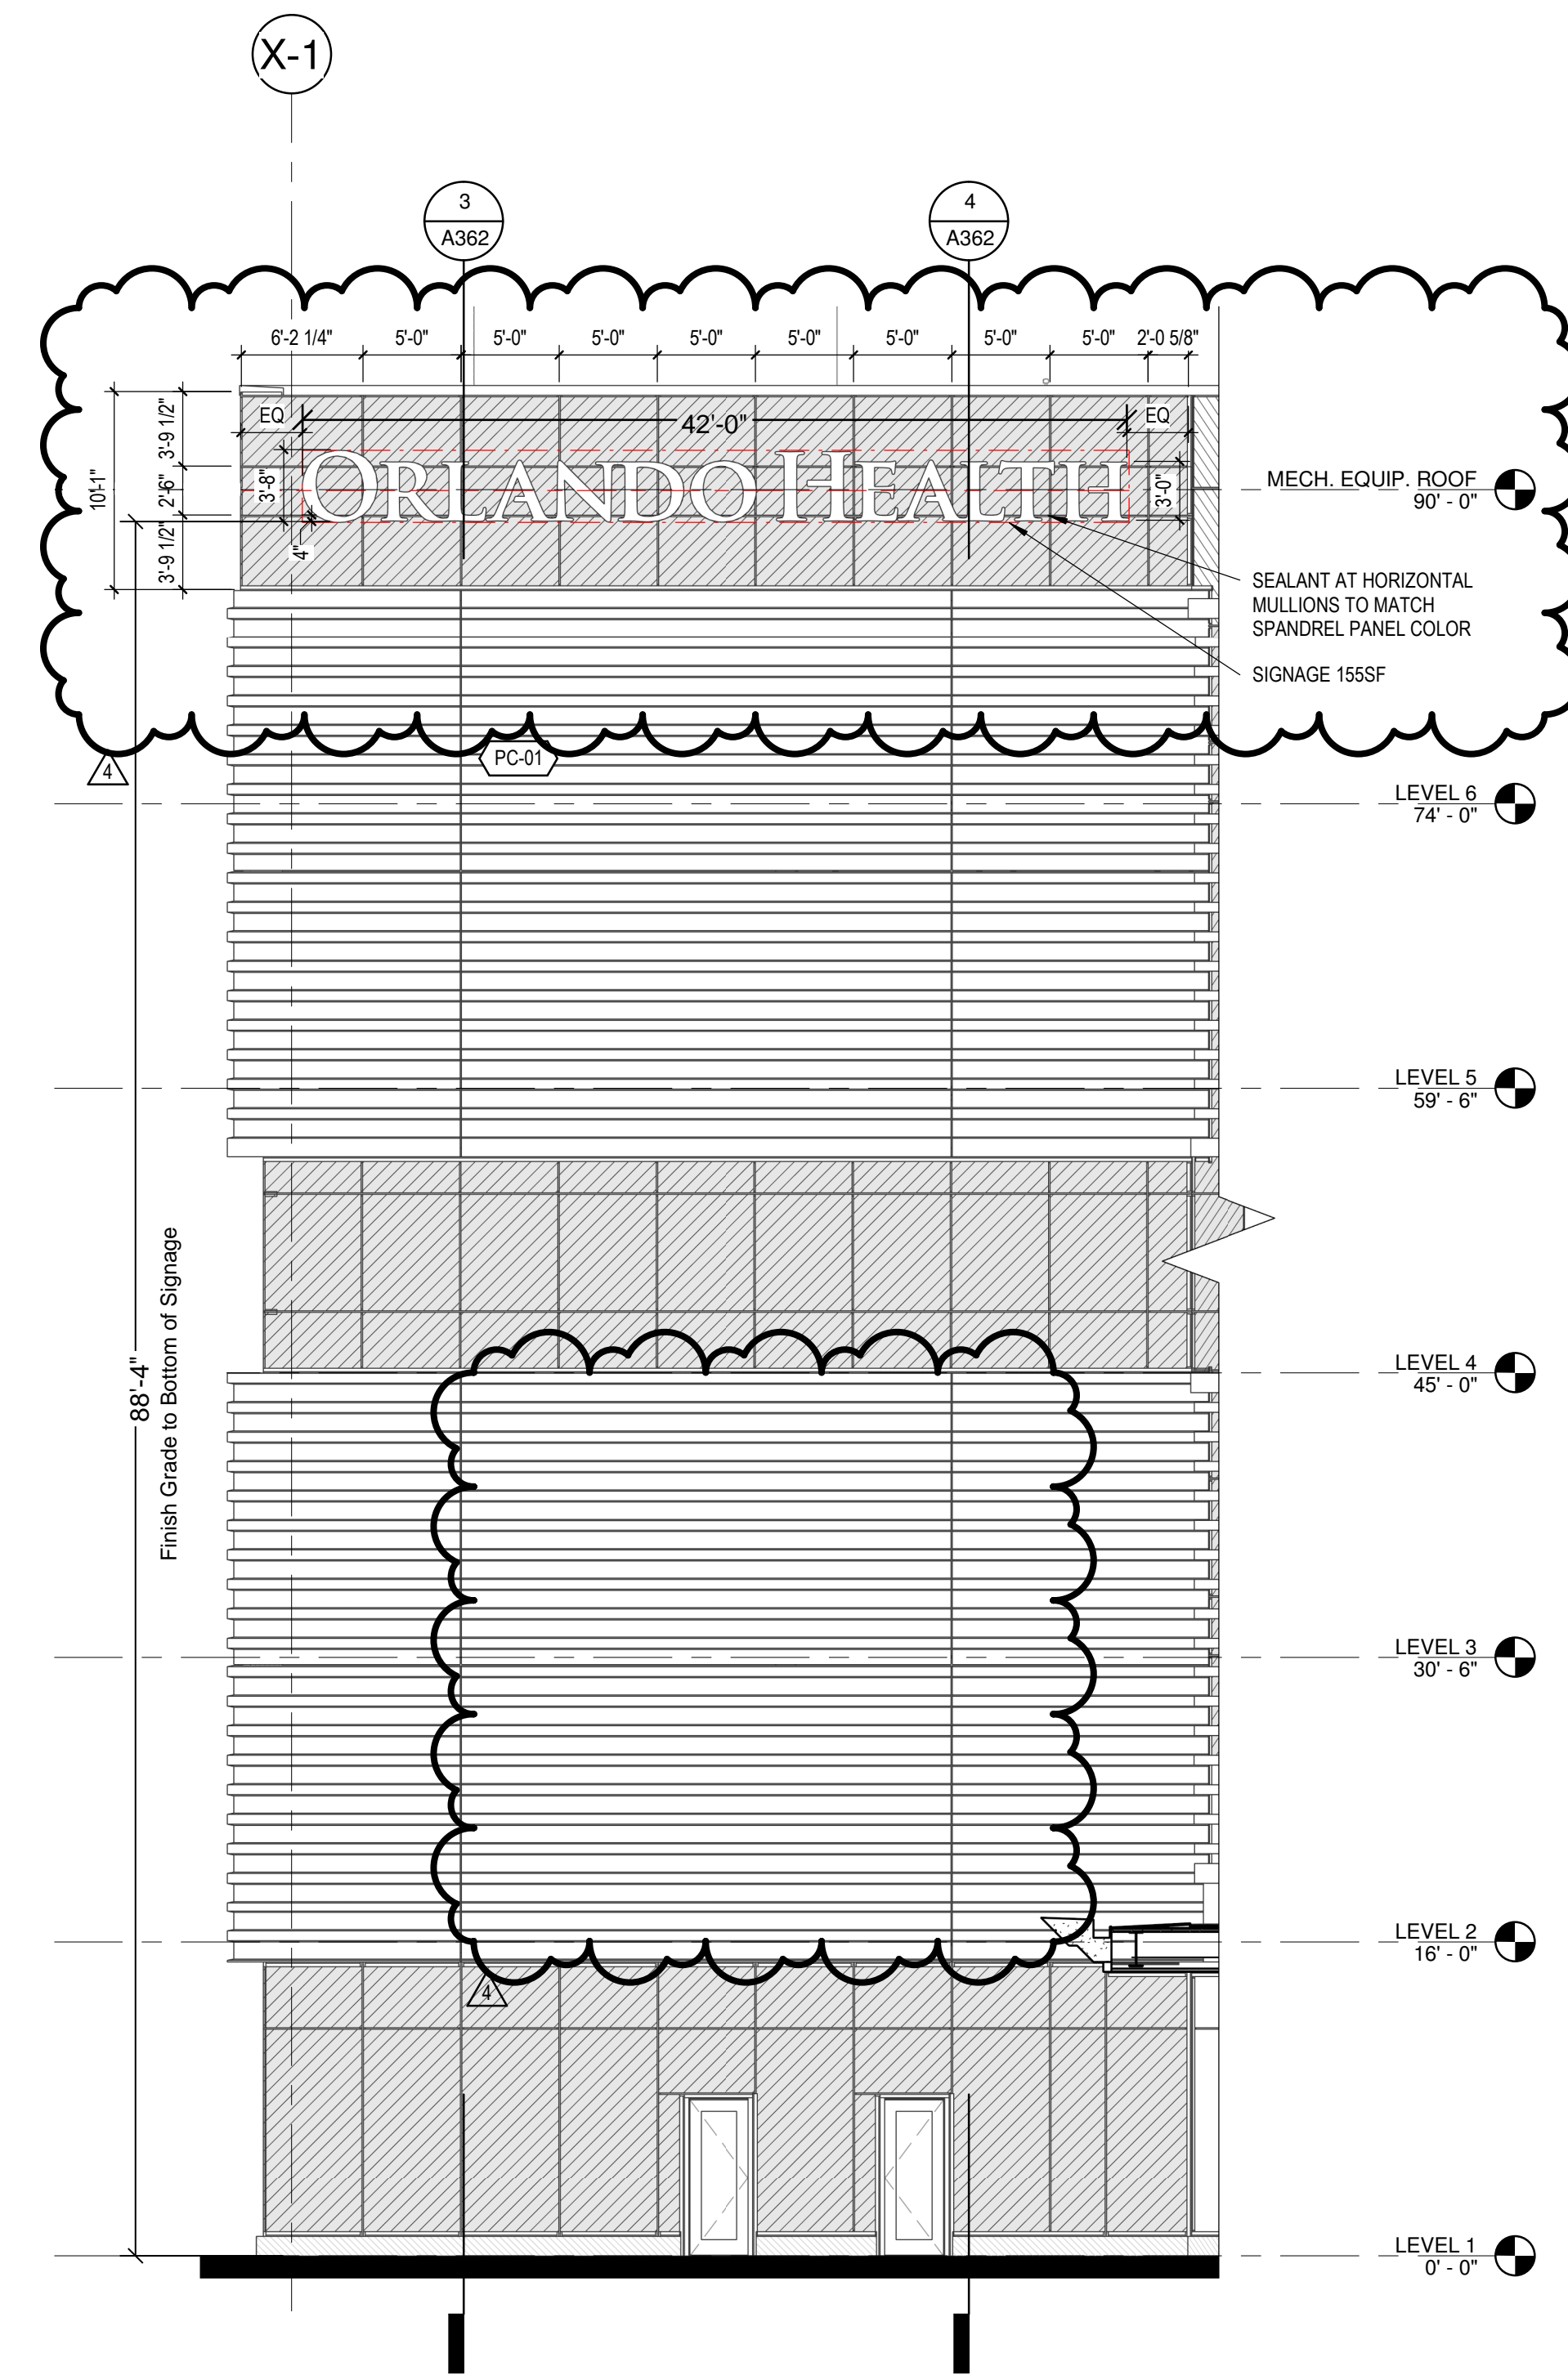 X-1
3
A362
4
A362
6'-2 1/4"
5'-0"
5'-0"
5'-0"
5'-0"
5'-0"
5'-0"
5'-0"
5'-0"
2'-0 5/8"
EQ
42'-0"
EQ
10'-1"
3'-9 1/2"
2'-6"
3'-9 1/2"
3'-8"
4"
ORLANDO HEALTH
3'-0"
MECH. EQUIP. ROOF
90' - 0"
SEALANT AT HORIZONTAL
MULLIONS TO MATCH
SPANDREL PANEL COLOR
SIGNAGE 155SF
PC-01
4
LEVEL 6
74' - 0"
LEVEL 5
59' - 6"
88'-4"
Finish Grade to Bottom of Signage
LEVEL 4
45' - 0"
LEVEL 3
30' - 6"
LEVEL 2
16' - 0"
4
LEVEL 1
0' - 0"